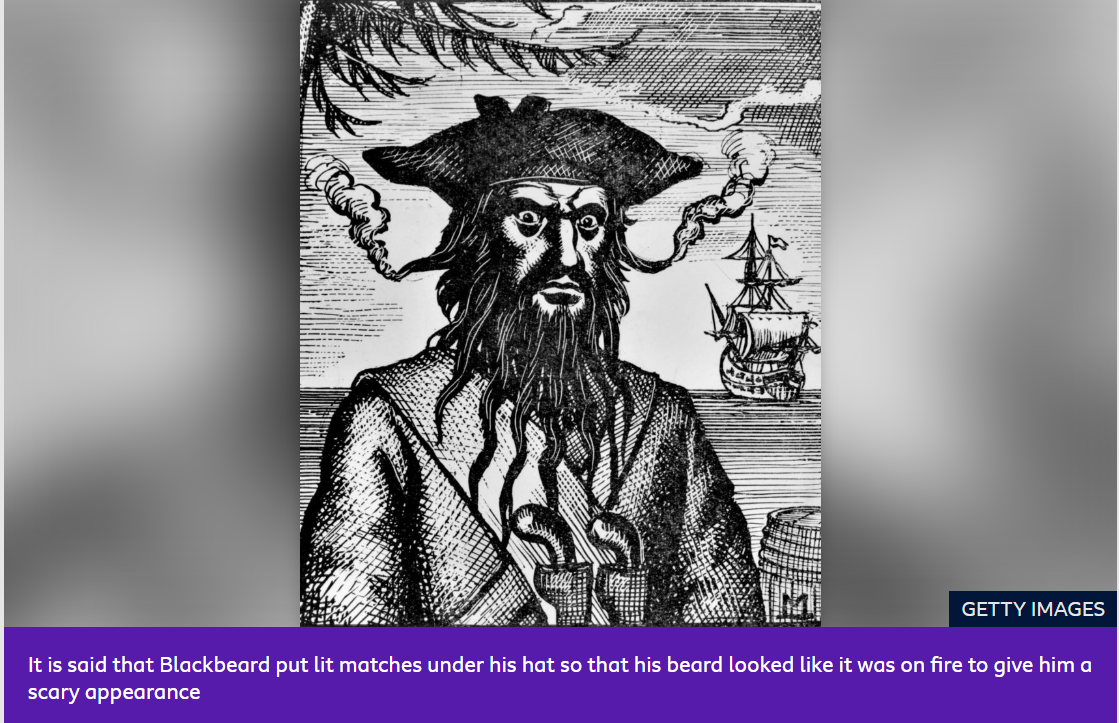 GETTY IMAGES
It is said that Blackbeard put lit matches under his hat so that his beard looked like it was on fire to give him a
scary appearance